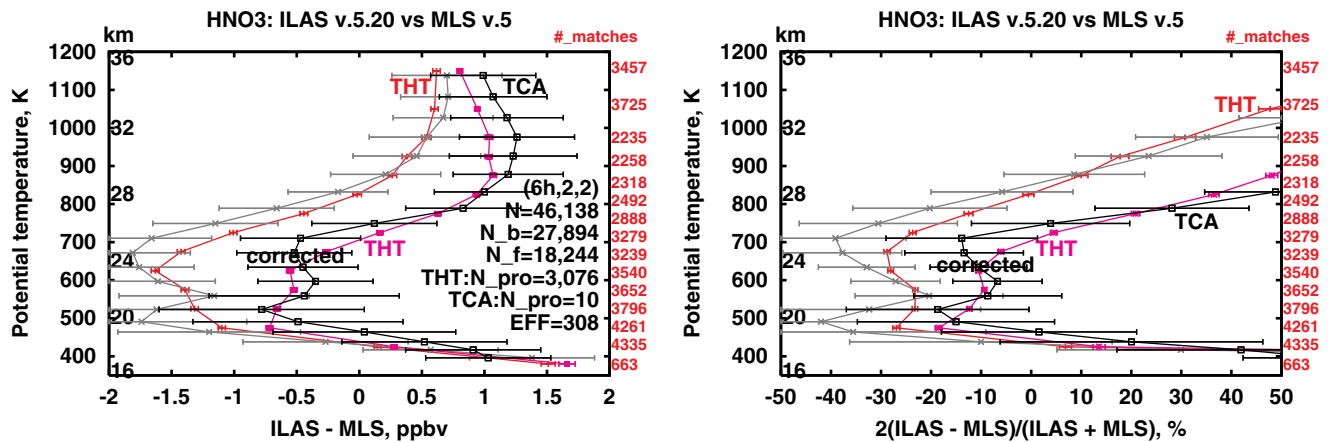 HNO3: ILAS v.5.20 vs MLS v.5
km
#_matches
Potential temperature, K
1200
1100
1000
900
800
700
600
500
400
36
32
28
24
20
16
THT
TCA
(6h,2,2)
N=46,138
N_b=27,894
N_f=18,244
THT:N_pro=3,076
TCA:N_pro=10
EFF=308
THT
corrected
3457
3725
2235
2258
2318
2492
2888
3279
3239
3540
3652
3796
4261
4335
663
-2 -1.5 -1 -0.5 0 0.5 1 1.5 2
ILAS - MLS, ppbv
HNO3: ILAS v.5.20 vs MLS v.5
km
#_matches
Potential temperature, K
1200
1100
1000
900
800
700
600
500
400
36
32
28
24
20
16
THT
TCA
THT
corrected
3457
3725
2235
2258
2318
2492
2888
3279
3239
3540
3652
3796
4261
4335
663
-50 -40 -30 -20 -10 0 10 20 30 40 50
2(ILAS - MLS)/(ILAS + MLS), %